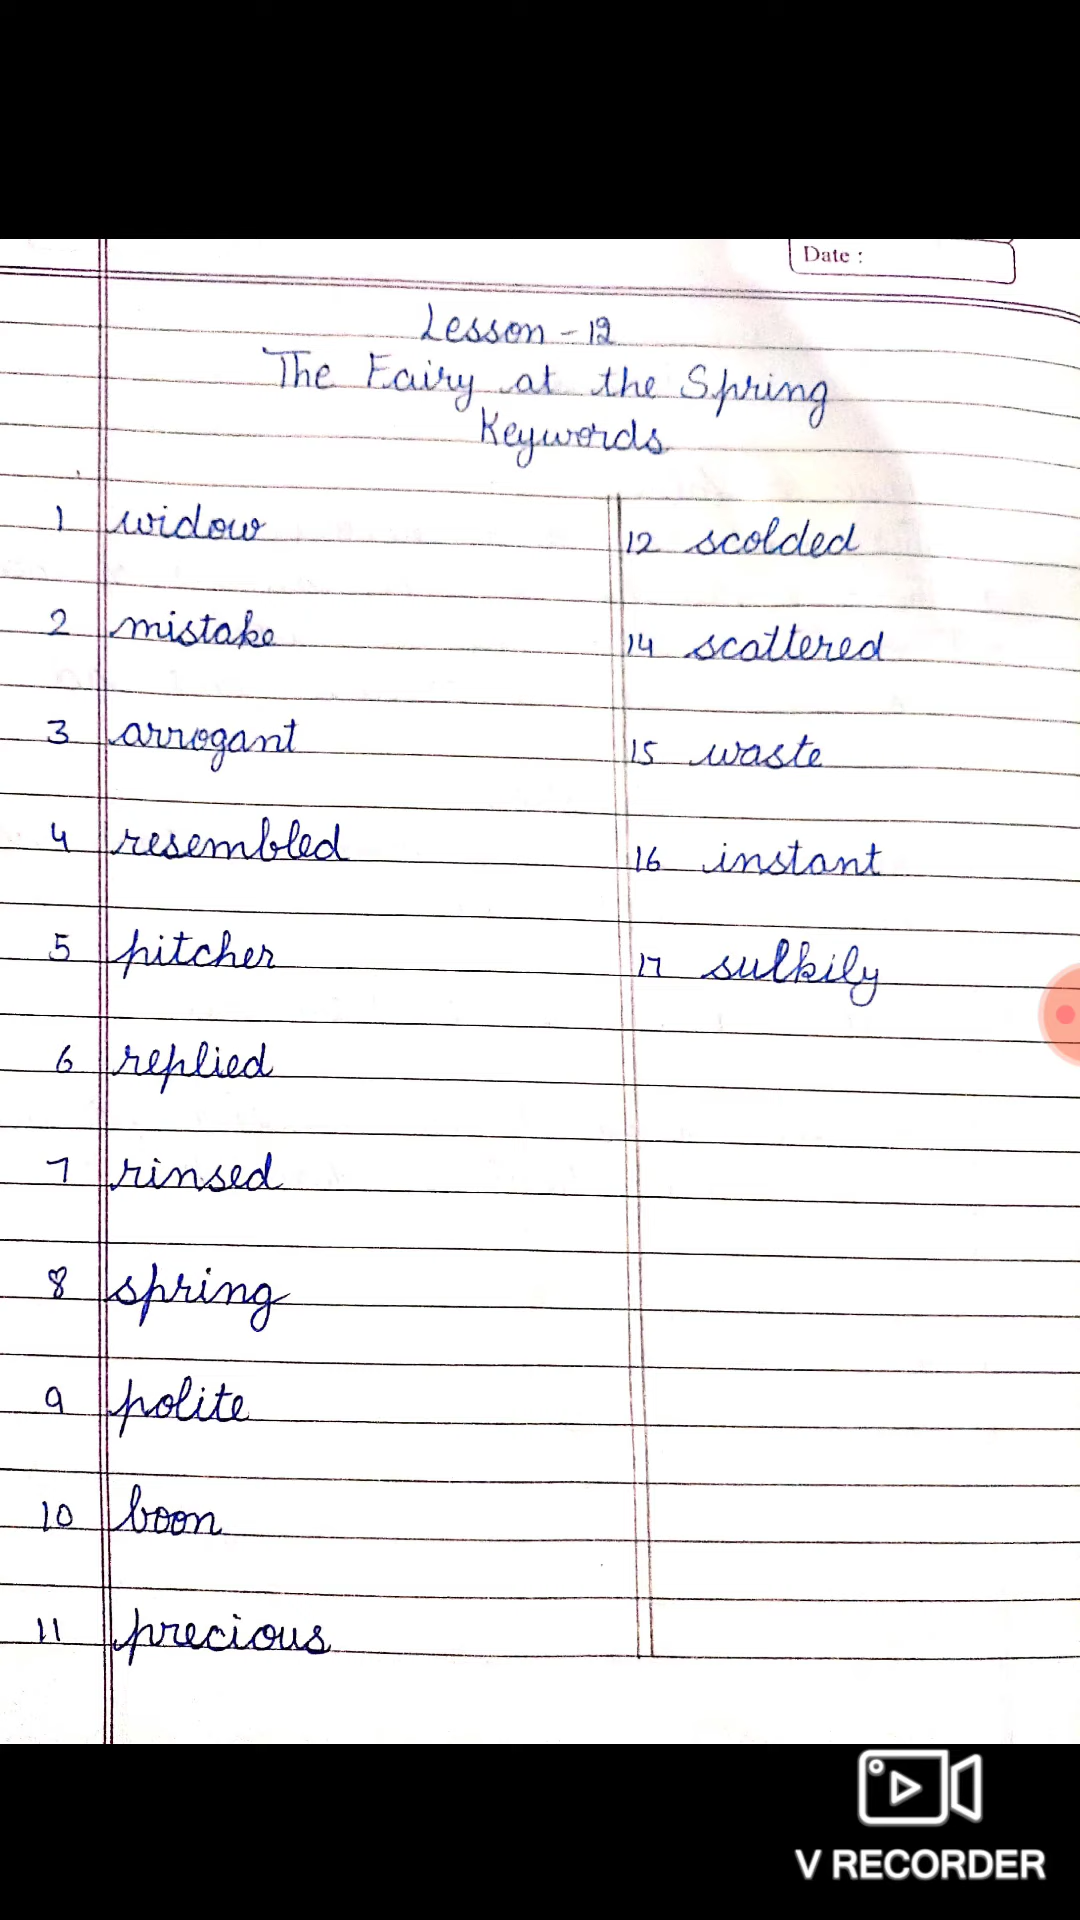 Date :
Lesson - 12
The Fairy at the Spring
Keywords
1 widow
2 mistake
3 arrogant
4 resembled
5 pitcher
6 replied
7 rinsed
8 spring
9 polite
10 boon
11 precious
12 scolded
14 scattered
15 waste
16 instant
17 sulkily
V RECORDER